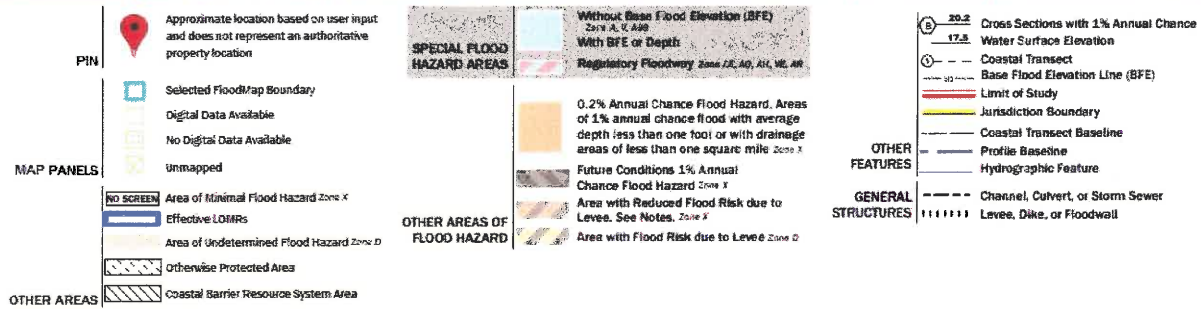 PIN
Approximate location based on user input
and does not represent an authoritative
property location
MAP PANELS
Selected FloodMap Boundary
Digital Data Available
No Digital Data Available
Unmapped
OTHER AREAS
NO SCREEN Area of Minimal Flood Hazard Zone X
Effective LOMRs
Area of Undetermined Flood Hazard Zone D
Otherwise Protected Area
Coastal Barrier Resource System Area
SPECIAL FLOOD
HAZARD AREAS
Without Base Flood Elevation (BFE)
Zone A, V, A99
With BFE or Depth
Regulatory Floodway Zone AE, AO, AH, VE, AR
OTHER AREAS OF
FLOOD HAZARD
0.2% Annual Chance Flood Hazard, Areas
of 1% annual chance flood with average
depth less than one foot or with drainage
areas of less than one square mile Zone X
Future Conditions 1% Annual
Chance Flood Hazard Zone X
Area with Reduced Flood Risk due to
Levee. See Notes. Zone X
Area with Flood Risk due to Levee Zone D
OTHER
FEATURES
B 20.2 Cross Sections with 1% Annual Chance
17.5 Water Surface Elevation
Coastal Transect
Base Flood Elevation Line (BFE)
Limit of Study
Jurisdiction Boundary
Coastal Transect Baseline
Profile Baseline
Hydrographic Feature
GENERAL
STRUCTURES
Channel, Culvert, or Storm Sewer
Levee, Dike, or Floodwall